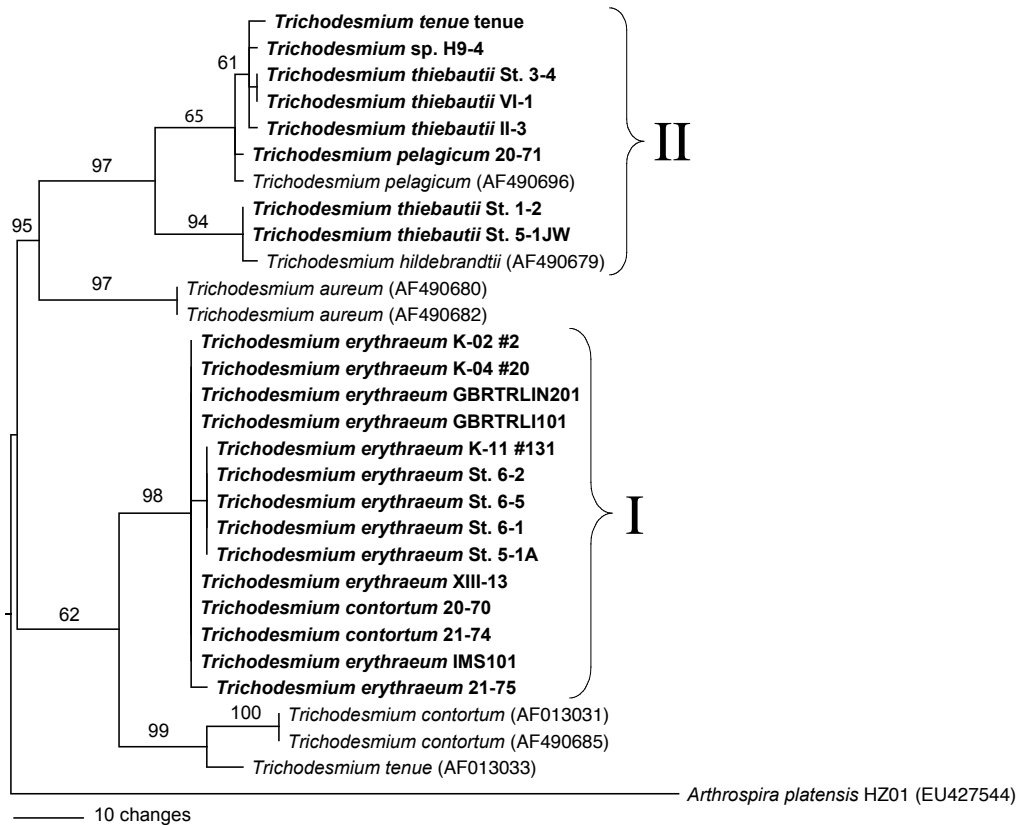 Trichodesmium tenue tenue
Trichodesmium sp. H9-4
61
Trichodesmium thiebautii St. 3-4
Trichodesmium thiebautii VI-1
65
Trichodesmium thiebautii II-3
II
Trichodesmium pelagicum 20-71
97
Trichodesmium pelagicum (AF490696)
Trichodesmium thiebautii St. 1-2
95
94
Trichodesmium thiebautii St. 5-1JW
Trichodesmium hildebrandtii (AF490679)
97
Trichodesmium aureum (AF490680)
Trichodesmium aureum (AF490682)
Trichodesmium erythraeum K-02 #2
Trichodesmium erythraeum K-04 #20
Trichodesmium erythraeum GBRTRLIN201
Trichodesmium erythraeum GBRTRLI101
Trichodesmium erythraeum K-11 #131
Trichodesmium erythraeum St. 6-2
98
Trichodesmium erythraeum St. 6-5
I
Trichodesmium erythraeum St. 6-1
Trichodesmium erythraeum St. 5-1A
Trichodesmium erythraeum XIII-13
62
Trichodesmium contortum 20-70
Trichodesmium contortum 21-74
Trichodesmium erythraeum IMS101
Trichodesmium erythraeum 21-75
100
Trichodesmium contortum (AF013031)
99
Trichodesmium contortum (AF490685)
Trichodesmium tenue (AF013033)
Arthrospira platensis HZ01 (EU427544)
10 changes